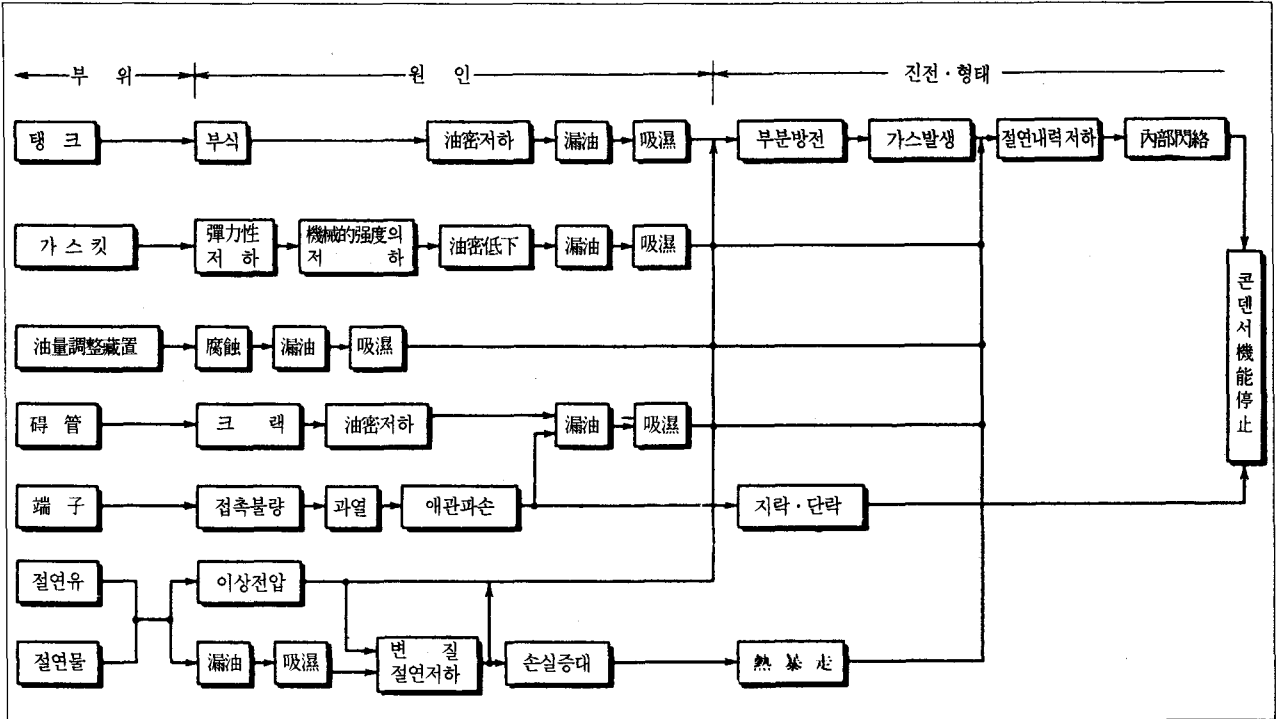 부 위
원 인
진전·형태
탱 크
부식
油密저하
漏油
吸濕
부분방전
가스발생
절연내력저하
內部閃絡
가 스 킷
彈力性
저 하
機械的强度의
저 하
油密低下
漏油
吸濕
콘덴서機能停止
油量調整藏置
腐蝕
漏油
吸濕
碍 管
크 랙
油密저하
漏油
吸濕
端 子
접촉불량
과열
애관파손
지락·단락
절연유
이상전압
절연물
漏油
吸濕
변 질
절연저하
손실증대
熱 暴 走